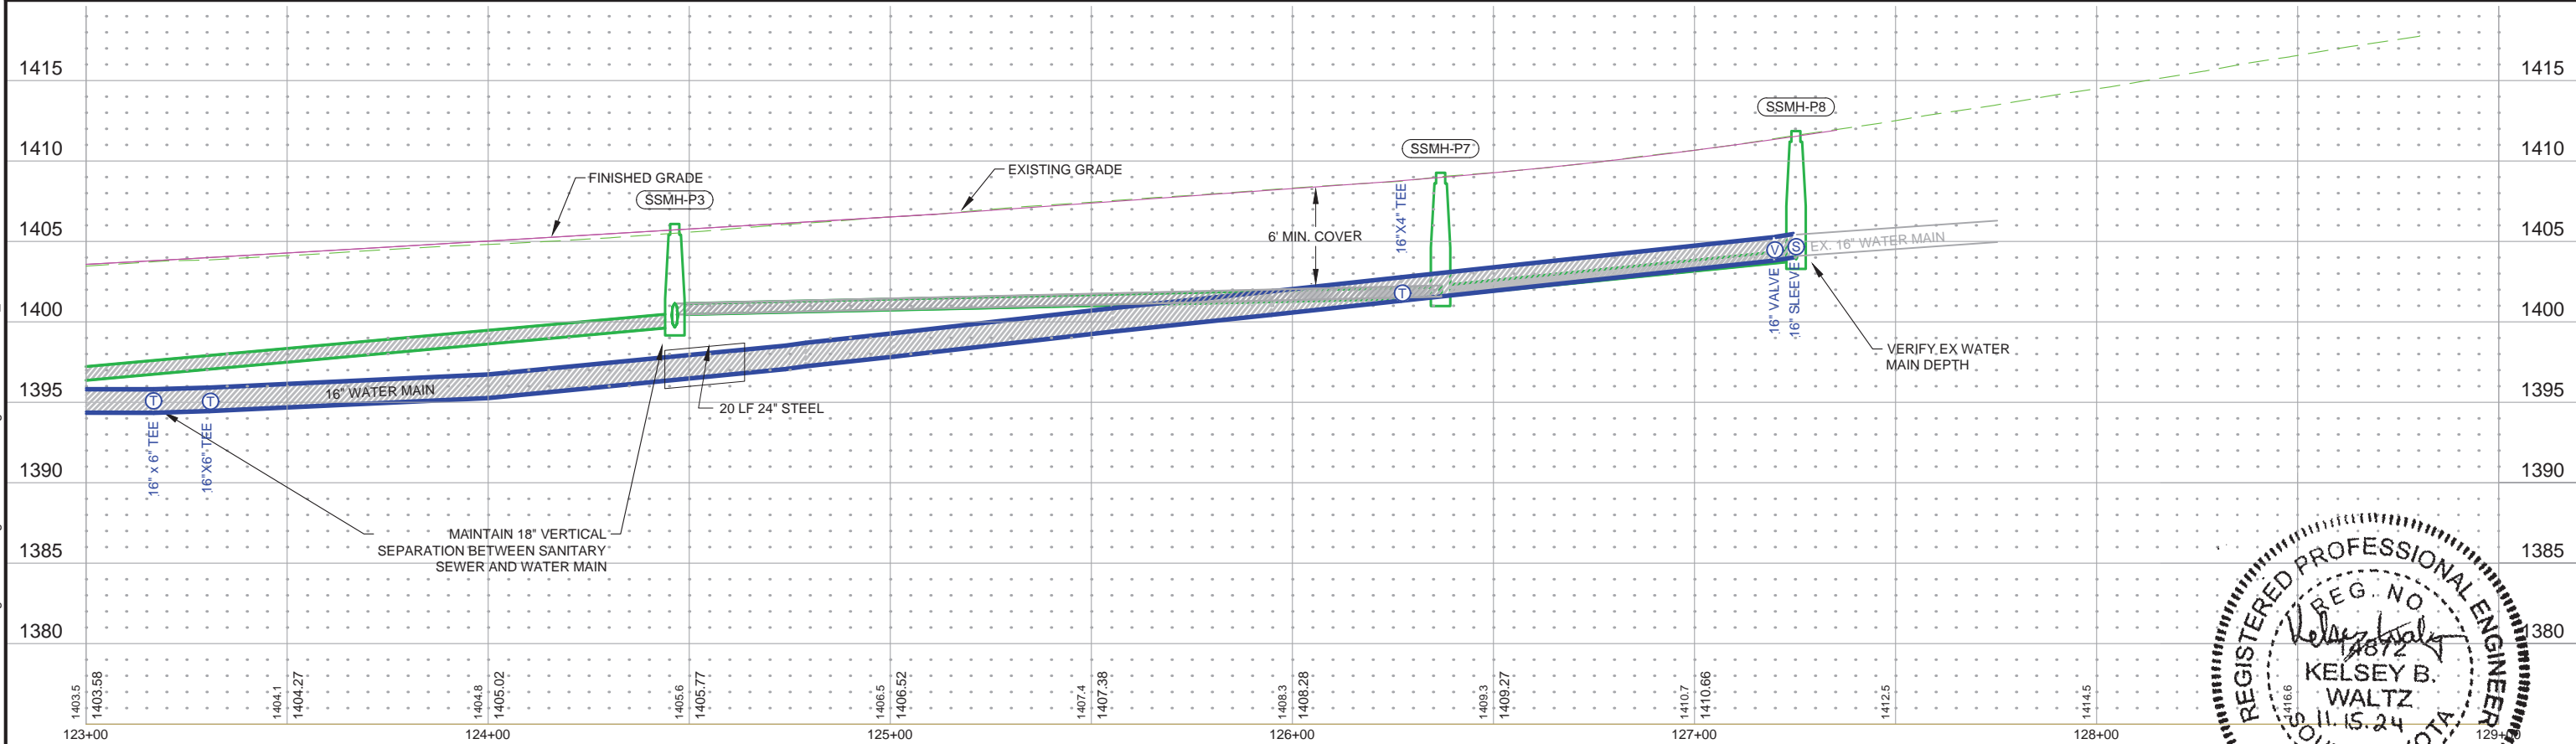 1415
1410
1405
1400
1395
1390
1385
1380
1415
1410
1405
1400
1395
1390
1385
1380
FINISHED GRADE
SSMH-P3
EXISTING GRADE
6' MIN. COVER
16"X4" TEE
SSMH-P7
SSMH-P8
EX. 16" WATER MAIN
T
V
S
16" VALVE
16" SLEEVE
VERIFY EX WATER
MAIN DEPTH
16" WATER MAIN
20 LF 24" STEEL
T
T
16" x 6" TEE
16"X6" TEE
MAINTAIN 18" VERTICAL
SEPARATION BETWEEN SANITARY
SEWER AND WATER MAIN
1403.5
1403.58
1404.1
1404.27
1404.8
1405.02
1405.6
1405.77
1406.5
1406.52
1407.4
1407.38
1408.3
1408.28
1409.3
1409.27
1410.7
1410.66
1412.5
1414.5
1416.6
123+00
124+00
125+00
126+00
127+00
128+00
129+00
REGISTERED PROFESSIONAL ENGINEER
REG. NO.
14872
KELSEY B.
WALTZ
11.15.24